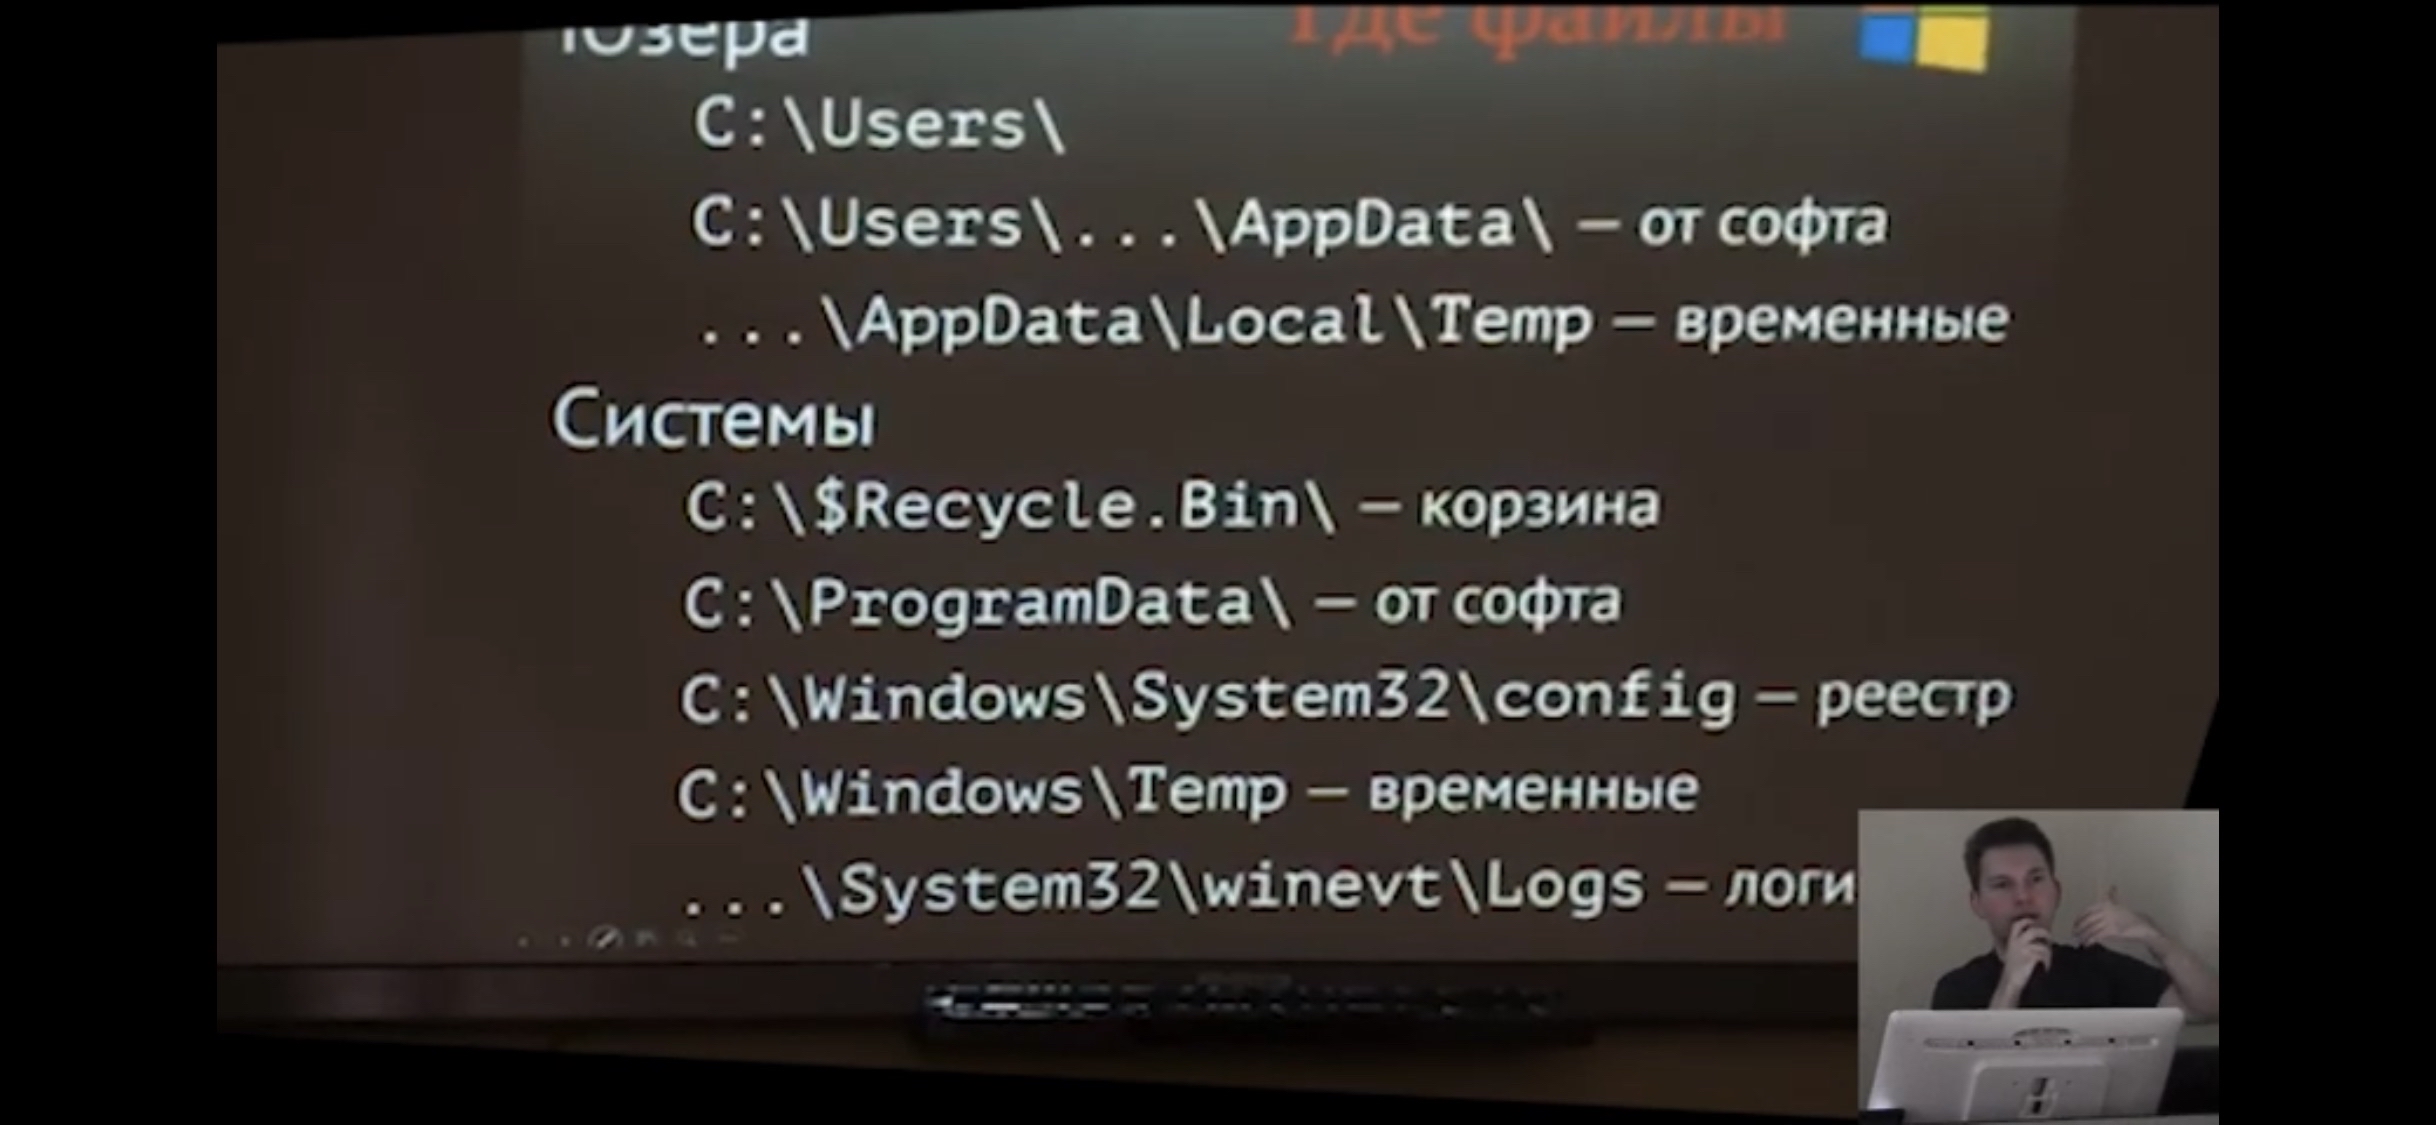 Где файлы
Юзера
C:\Users\
C:\Users\...\AppData\ — от софта
...\AppData\Local\Temp — временные
Системы
C:\$Recycle.Bin\ — корзина
C:\ProgramData\ — от софта
C:\Windows\System32\config — реестр
C:\Windows\Temp — временные
...\System32\winevt\Logs — логи